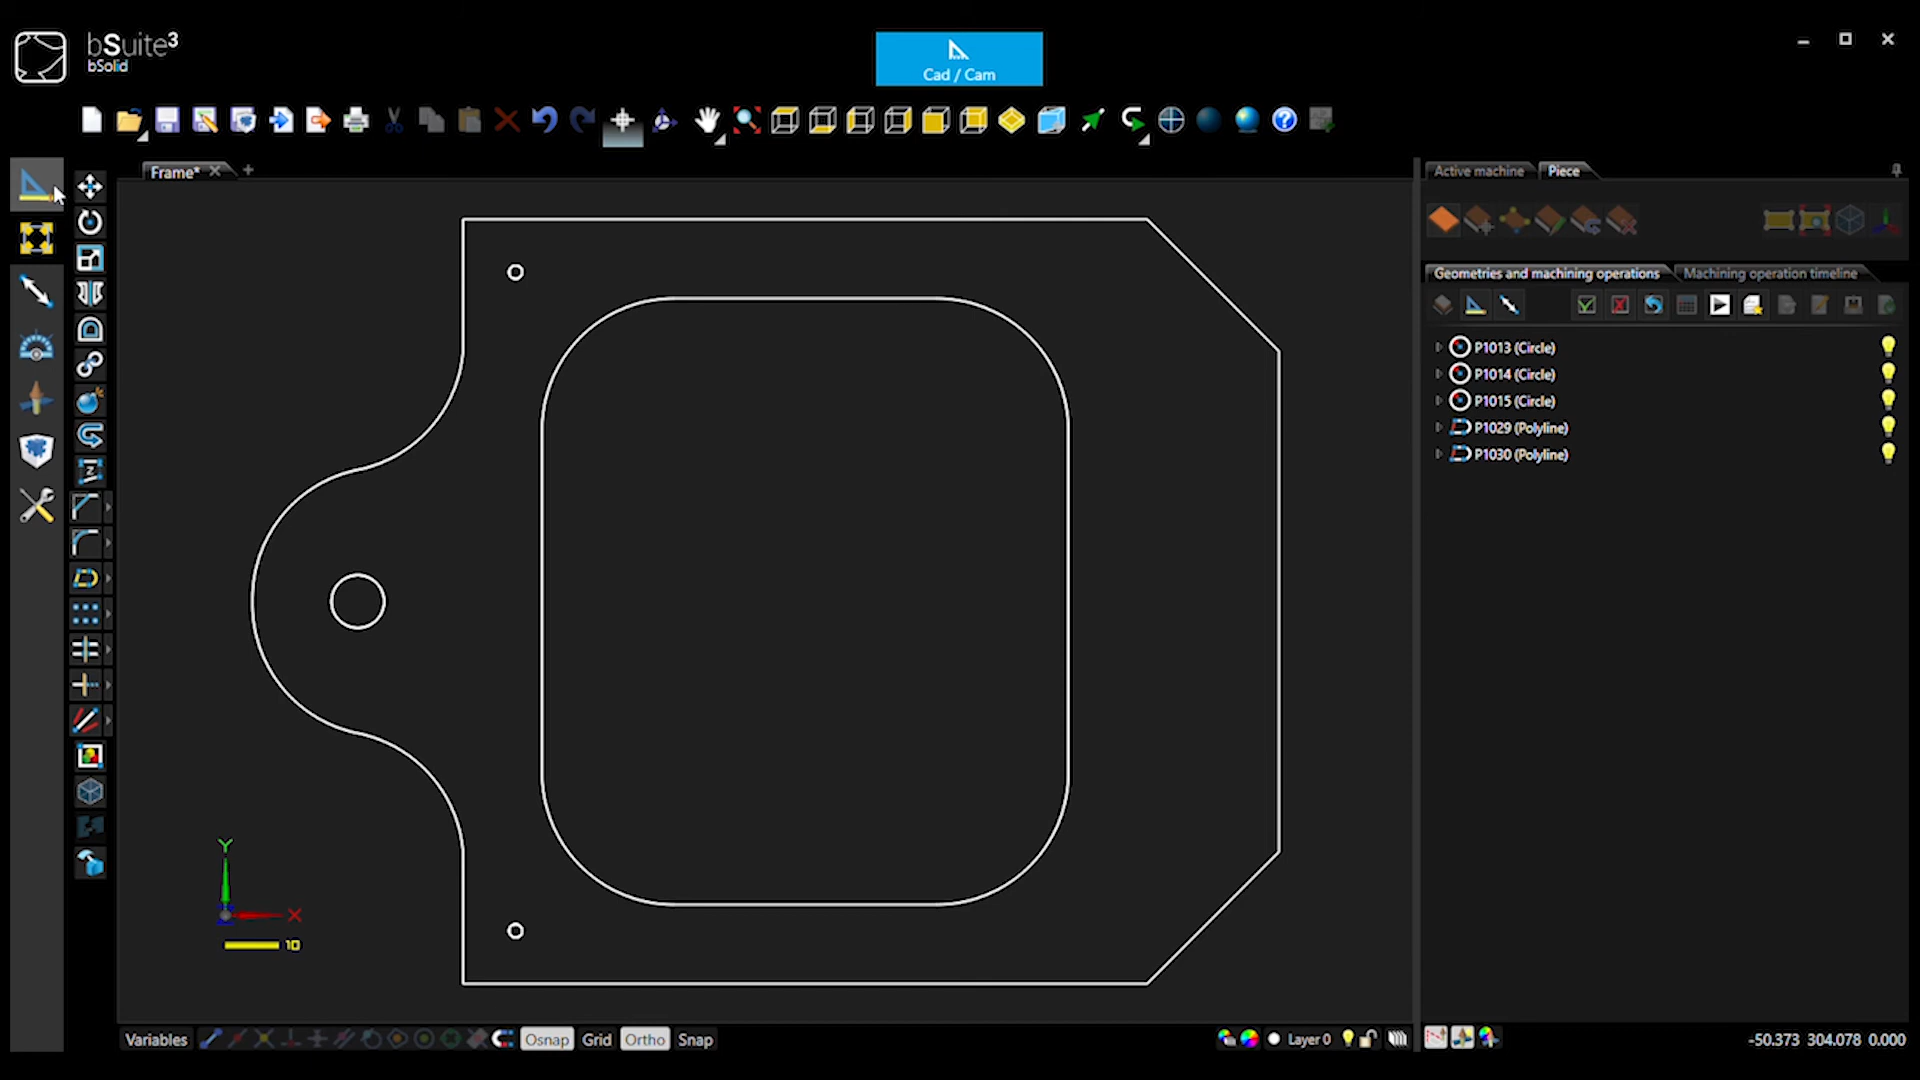 bSuite³
bSolid
Cad / Cam
Frame*
Active machine
Piece
Geometries and machining operations
Machining operation timeline
P1013 (Circle)
P1014 (Circle)
P1015 (Circle)
P1029 (Polyline)
P1030 (Polyline)
Y
X
10
Variables
Osnap
Grid
Ortho
Snap
Layer 0
-50.373 304.078 0.000